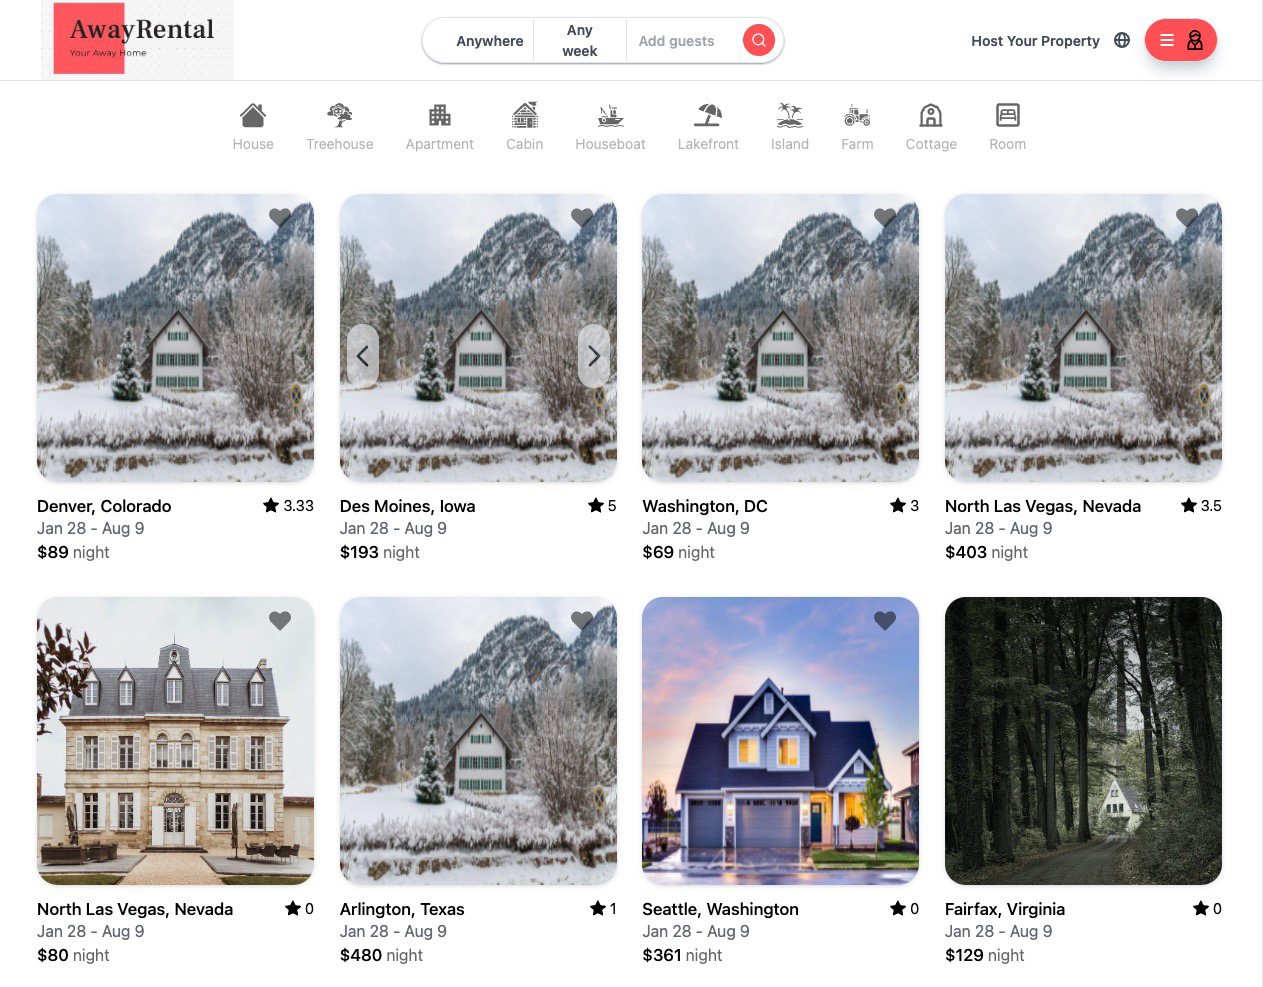 AwayRental
Your Away Home
Anywhere
Any
week
Add guests
Host Your Property
House
Treehouse
Apartment
Cabin
Houseboat
Lakefront
Island
Farm
Cottage
Room
Denver, Colorado
3.33
Jan 28 - Aug 9
$89 night
Des Moines, Iowa
5
Jan 28 - Aug 9
$193 night
Washington, DC
3
Jan 28 - Aug 9
$69 night
North Las Vegas, Nevada
3.5
Jan 28 - Aug 9
$403 night
North Las Vegas, Nevada
0
Jan 28 - Aug 9
$80 night
Arlington, Texas
1
Jan 28 - Aug 9
$480 night
Seattle, Washington
0
Jan 28 - Aug 9
$361 night
Fairfax, Virginia
0
Jan 28 - Aug 9
$129 night